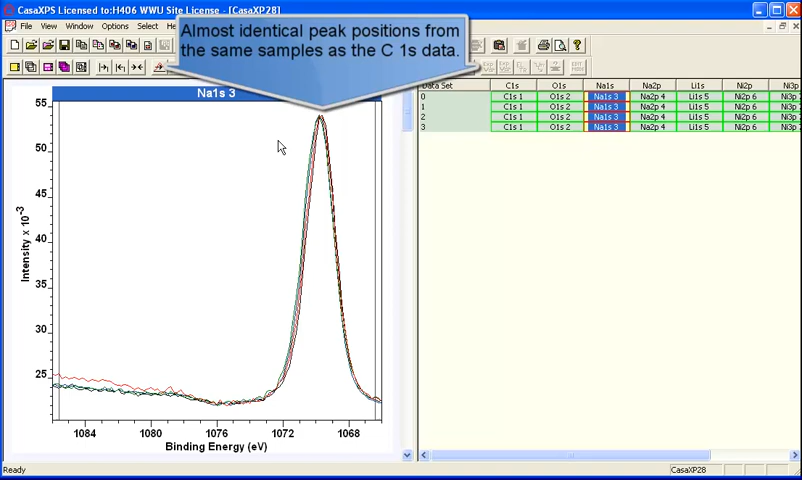 CasaXPS Licensed to:H406 WWU Site License - [CasaXP28]
File View Window Options Select He
Almost identical peak positions from
the same samples as the C 1s data.
Na1s 3
55
50
45
40
35
30
25
Intensity x 10-3
1084 1080 1076 1072 1068
Binding Energy (eV)
Data Set C1s O1s Na1s Na2p Li1s Ni2p Ni3p
0 C1s 1 O1s 2 Na1s 3 Na2p 4 Li1s 5 Ni2p 6 Ni3p
1 C1s 1 O1s 2 Na1s 3 Na2p 4 Li1s 5 Ni2p 6 Ni3p
2 C1s 1 O1s 2 Na1s 3 Na2p 4 Li1s 5 Ni2p 6 Ni3p
3 C1s 1 O1s 2 Na1s 3 Na2p 4 Li1s 5 Ni2p 6 Ni3p
Ready
CasaXP28